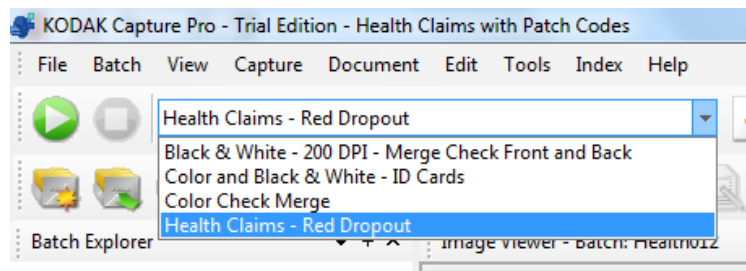 KODAK Capture Pro - Trial Edition - Health Claims with Patch Codes
File Batch View Capture Document Edit Tools Index Help
Health Claims - Red Dropout
Black & White - 200 DPI - Merge Check Front and Back
Color and Black & White - ID Cards
Color Check Merge
Health Claims - Red Dropout
Batch Explorer
Image Viewer - Batch: Health012